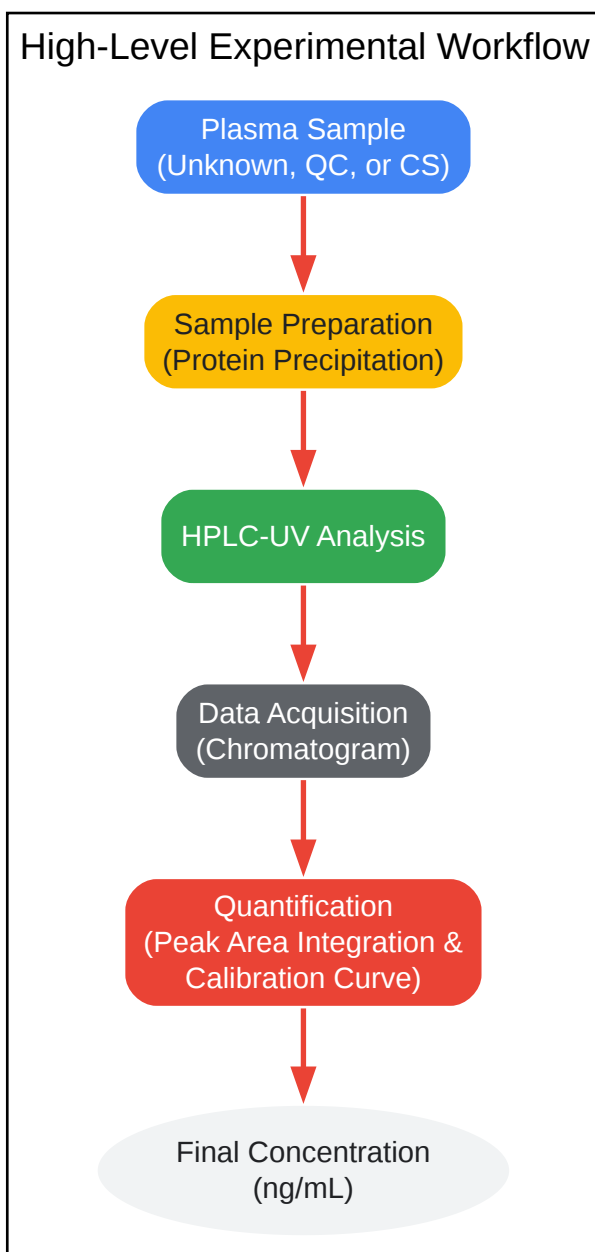 High-Level Experimental Workflow
Plasma Sample
(Unknown, QC, or CS)
Sample Preparation
(Protein Precipitation)
HPLC-UV Analysis
Data Acquisition
(Chromatogram)
Quantification
(Peak Area Integration &
Calibration Curve)
Final Concentration
(ng/mL)